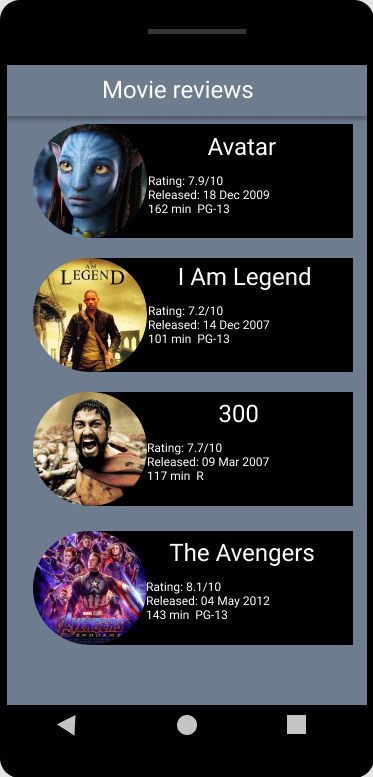 Movie reviews
Avatar
Rating: 7.9/10
Released: 18 Dec 2009
162 min  PG-13
I AM
LEGEND
I Am Legend
Rating: 7.2/10
Released: 14 Dec 2007
101 min  PG-13
300
Rating: 7.7/10
Released: 09 Mar 2007
117 min  R
The Avengers
Rating: 8.1/10
Released: 04 May 2012
143 min  PG-13
AVENGERS
ENDGAME